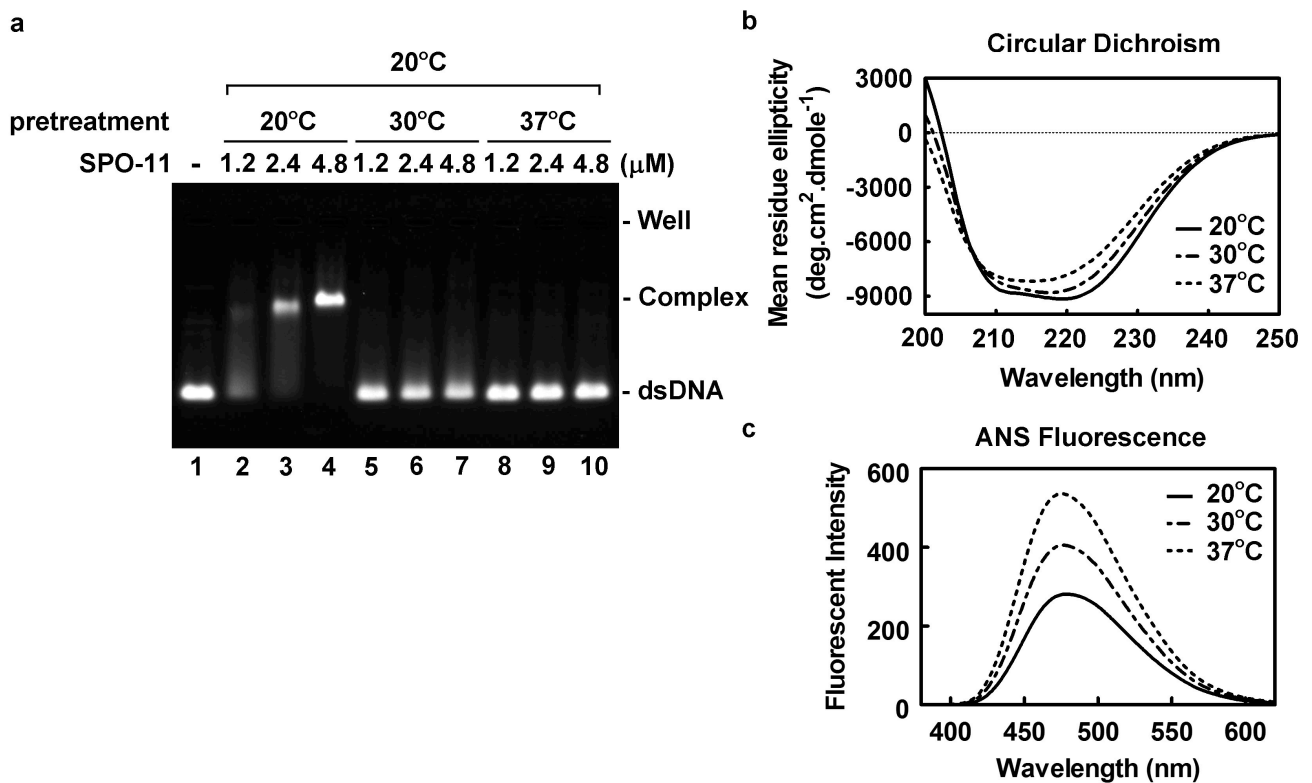 a
20°C
pretreatment 20°C 30°C 37°C
SPO-11 - 1.2 2.4 4.8 1.2 2.4 4.8 1.2 2.4 4.8 (μM)
- Well
- Complex
- dsDNA
1 2 3 4 5 6 7 8 9 10
b
Circular Dichroism
Mean residue ellipticity
(deg.cm².dmole⁻¹)
3000
0
-3000
-6000
-9000
20°C
30°C
37°C
200 210 220 230 240 250
Wavelength (nm)
c
ANS Fluorescence
Fluorescent Intensity
600
400
200
0
20°C
30°C
37°C
400 450 500 550 600
Wavelength (nm)